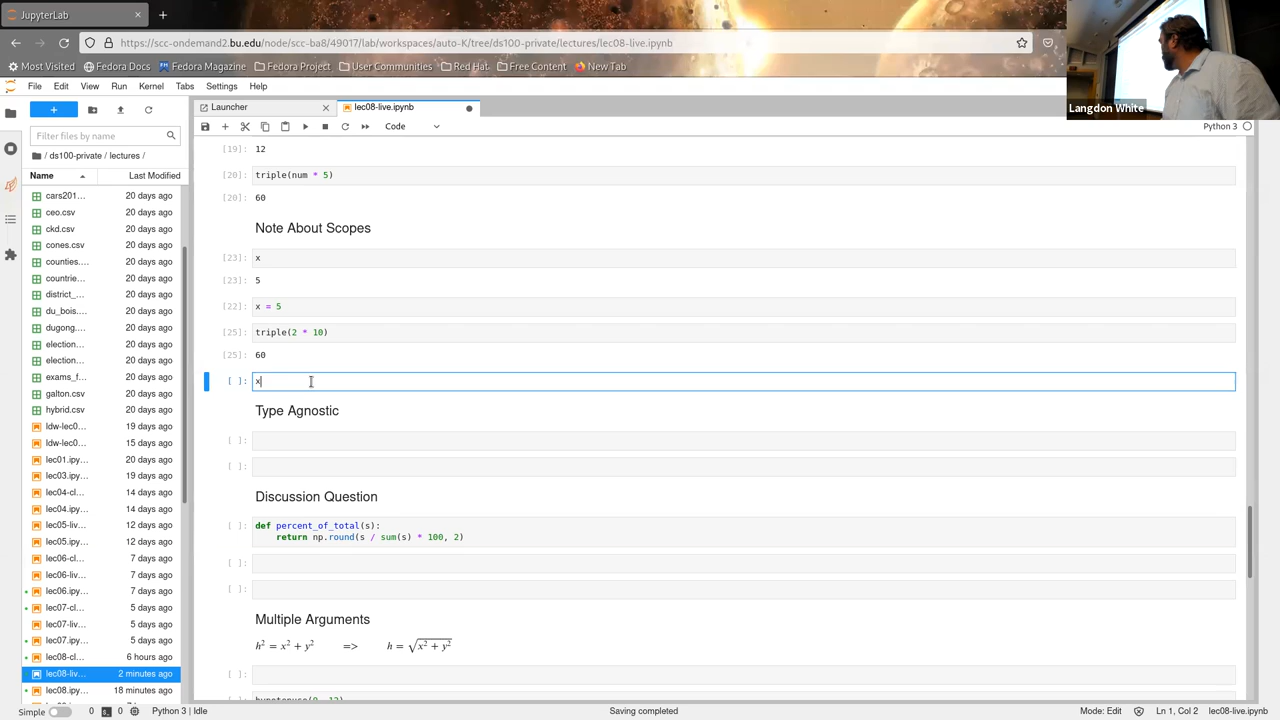 JupyterLab
https://scc-ondemand2.bu.edu/node/scc-ba8/49017/lab/workspaces/auto-K/tree/ds100-private/lectures/lec08-live.ipynb
Most Visited Fedora Docs Fedora Magazine Fedora Project User Communities Red Hat Free Content New Tab
Langdon White
File Edit View Run Kernel Tabs Settings Help
Launcher lec08-live.ipynb
Code Python 3
Filter files by name
/ ds100-private / lectures /
Name Last Modified
cars201… 20 days ago
ceo.csv 20 days ago
ckd.csv 20 days ago
cones.csv 20 days ago
counties.… 20 days ago
countrie… 20 days ago
district_… 20 days ago
du_bois.… 20 days ago
dugong.… 20 days ago
election… 20 days ago
election… 20 days ago
exams_f… 20 days ago
galton.csv 20 days ago
hybrid.csv 20 days ago
ldw-lec0… 19 days ago
ldw-lec0… 15 days ago
lec01.ipy… 20 days ago
lec03.ipy… 19 days ago
lec04-cl… 14 days ago
lec04.ipy… 14 days ago
lec05-liv… 12 days ago
lec05.ipy… 12 days ago
lec06-cl… 7 days ago
lec06-liv… 7 days ago
lec06.ipy… 7 days ago
lec07-cl… 5 days ago
lec07-liv… 5 days ago
lec07.ipy… 5 days ago
lec08-cl… 6 hours ago
lec08-liv… 2 minutes ago
lec08.ipy… 18 minutes ago
[19]: 12
[20]: triple(num * 5)
[20]: 60
Note About Scopes
[23]: x
[23]: 5
[22]: x = 5
[25]: triple(2 * 10)
[25]: 60
[ ]: x
Type Agnostic
[ ]:
[ ]:
Discussion Question
[ ]: def percent_of_total(s):
return np.round(s / sum(s) * 100, 2)
[ ]:
[ ]:
Multiple Arguments
h² = x² + y² => h = √x² + y²
[ ]:
Simple 0 0 Python 3 | Idle Saving completed Mode: Edit Ln 1, Col 2 lec08-live.ipynb